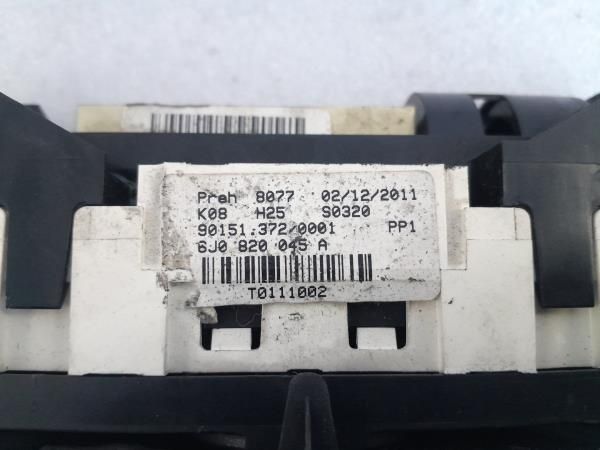 Preh 8077 02/12/2011
K08 H25 S0320
90151.372/0001 PP1
6J0 820 045 A
T0111002